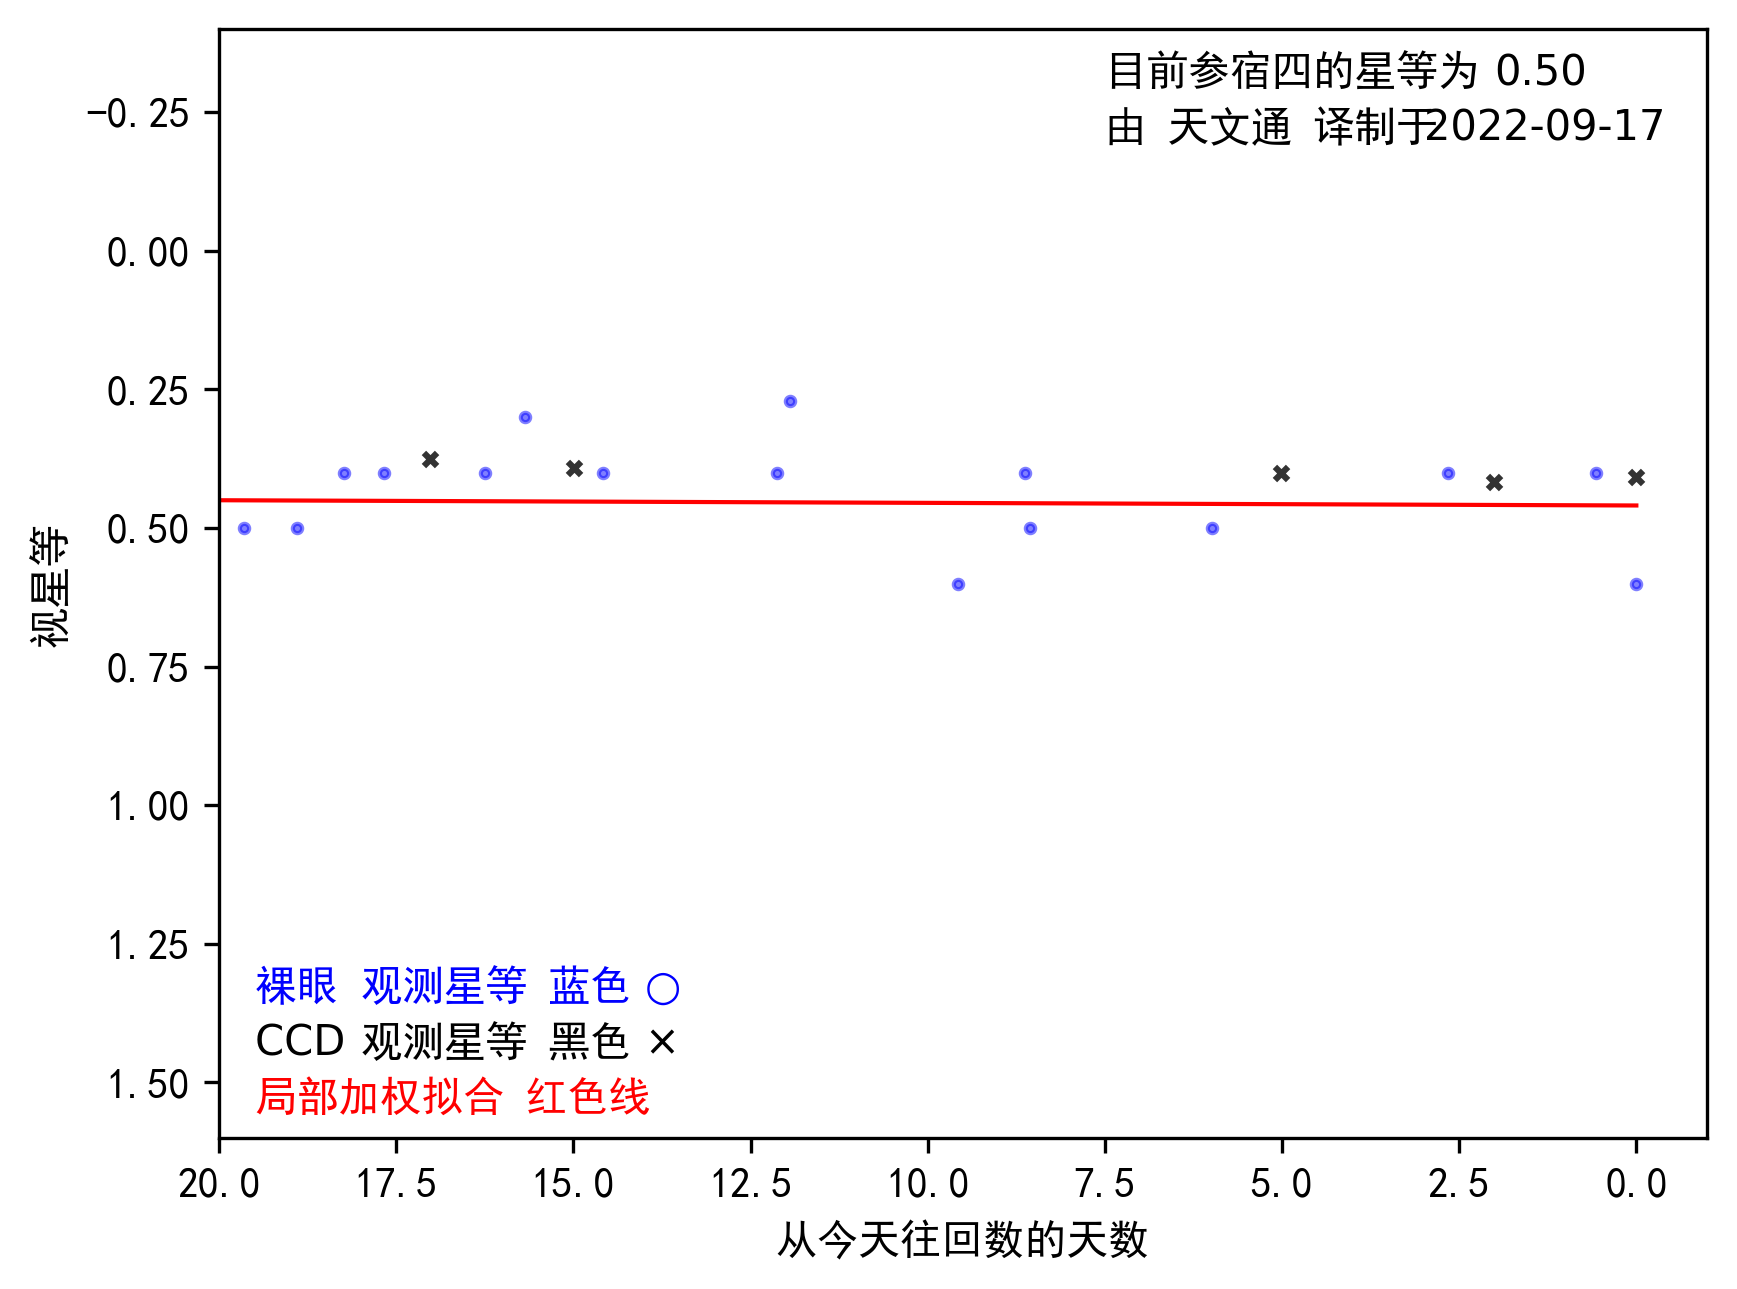 目前参宿四的星等为 0.50
由 天文通 译制于2022-09-17
−0.25
0.00
0.25
0.50
0.75
1.00
1.25
1.50
视星等
裸眼 观测星等 蓝色 ○
CCD 观测星等 黑色 ×
局部加权拟合 红色线
20.0 17.5 15.0 12.5 10.0 7.5 5.0 2.5 0.0
从今天往回数的天数